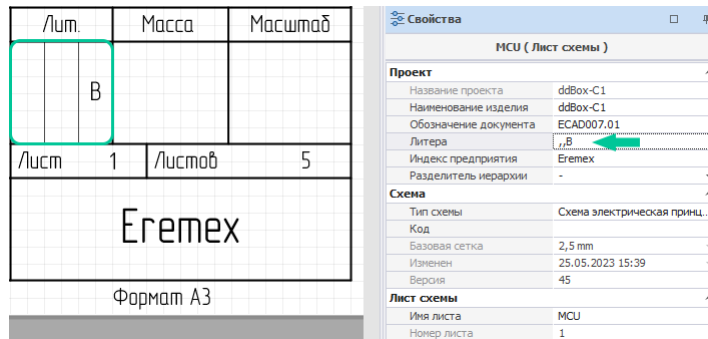 Лит. Масса Масштаб
В
Лист 1 Листов 5
Eremex
Формат А3
Свойства
MCU ( Лист схемы )
Проект
Название проекта ddBox-C1
Наименование изделия ddBox-C1
Обозначение документа ECAD007.01
Литера ,,В
Индекс предприятия Eremex
Разделитель иерархии -
Схема
Тип схемы Схема электрическая принц...
Код
Базовая сетка 2,5 mm
Изменен 25.05.2023 15:39
Версия 45
Лист схемы
Имя листа MCU
Номер листа 1